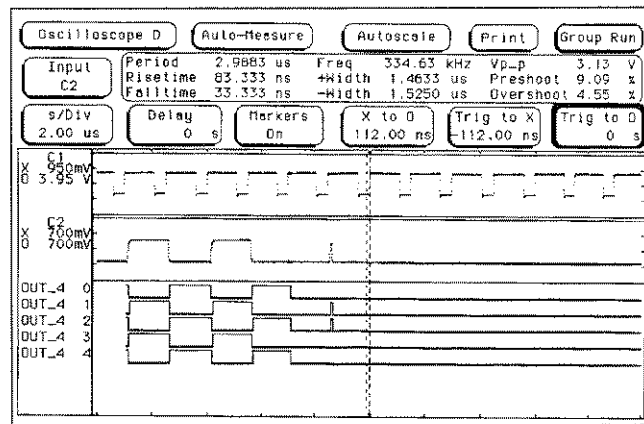 Oscilloscope D Auto-Measure Autoscale Print Group Run
Input C2
Period 2.9883 us Freq 334.63 kHz Vp_p 3.13 V
Risetime 83.333 ns +Width 1.4633 us Preshoot 9.09 %
Falltime 33.333 ns -Width 1.5250 us Overshoot 4.55 %
s/Div 2.00 us
Delay 0 s
Markers On
X to O 112.00 ns
Trig to X -112.00 ns
Trig to O 0 s
C1
X 950mV
O 3.95 V
C2
X 700mV
O 700mV
OUT_4 0
OUT_4 1
OUT_4 2
OUT_4 3
OUT_4 4